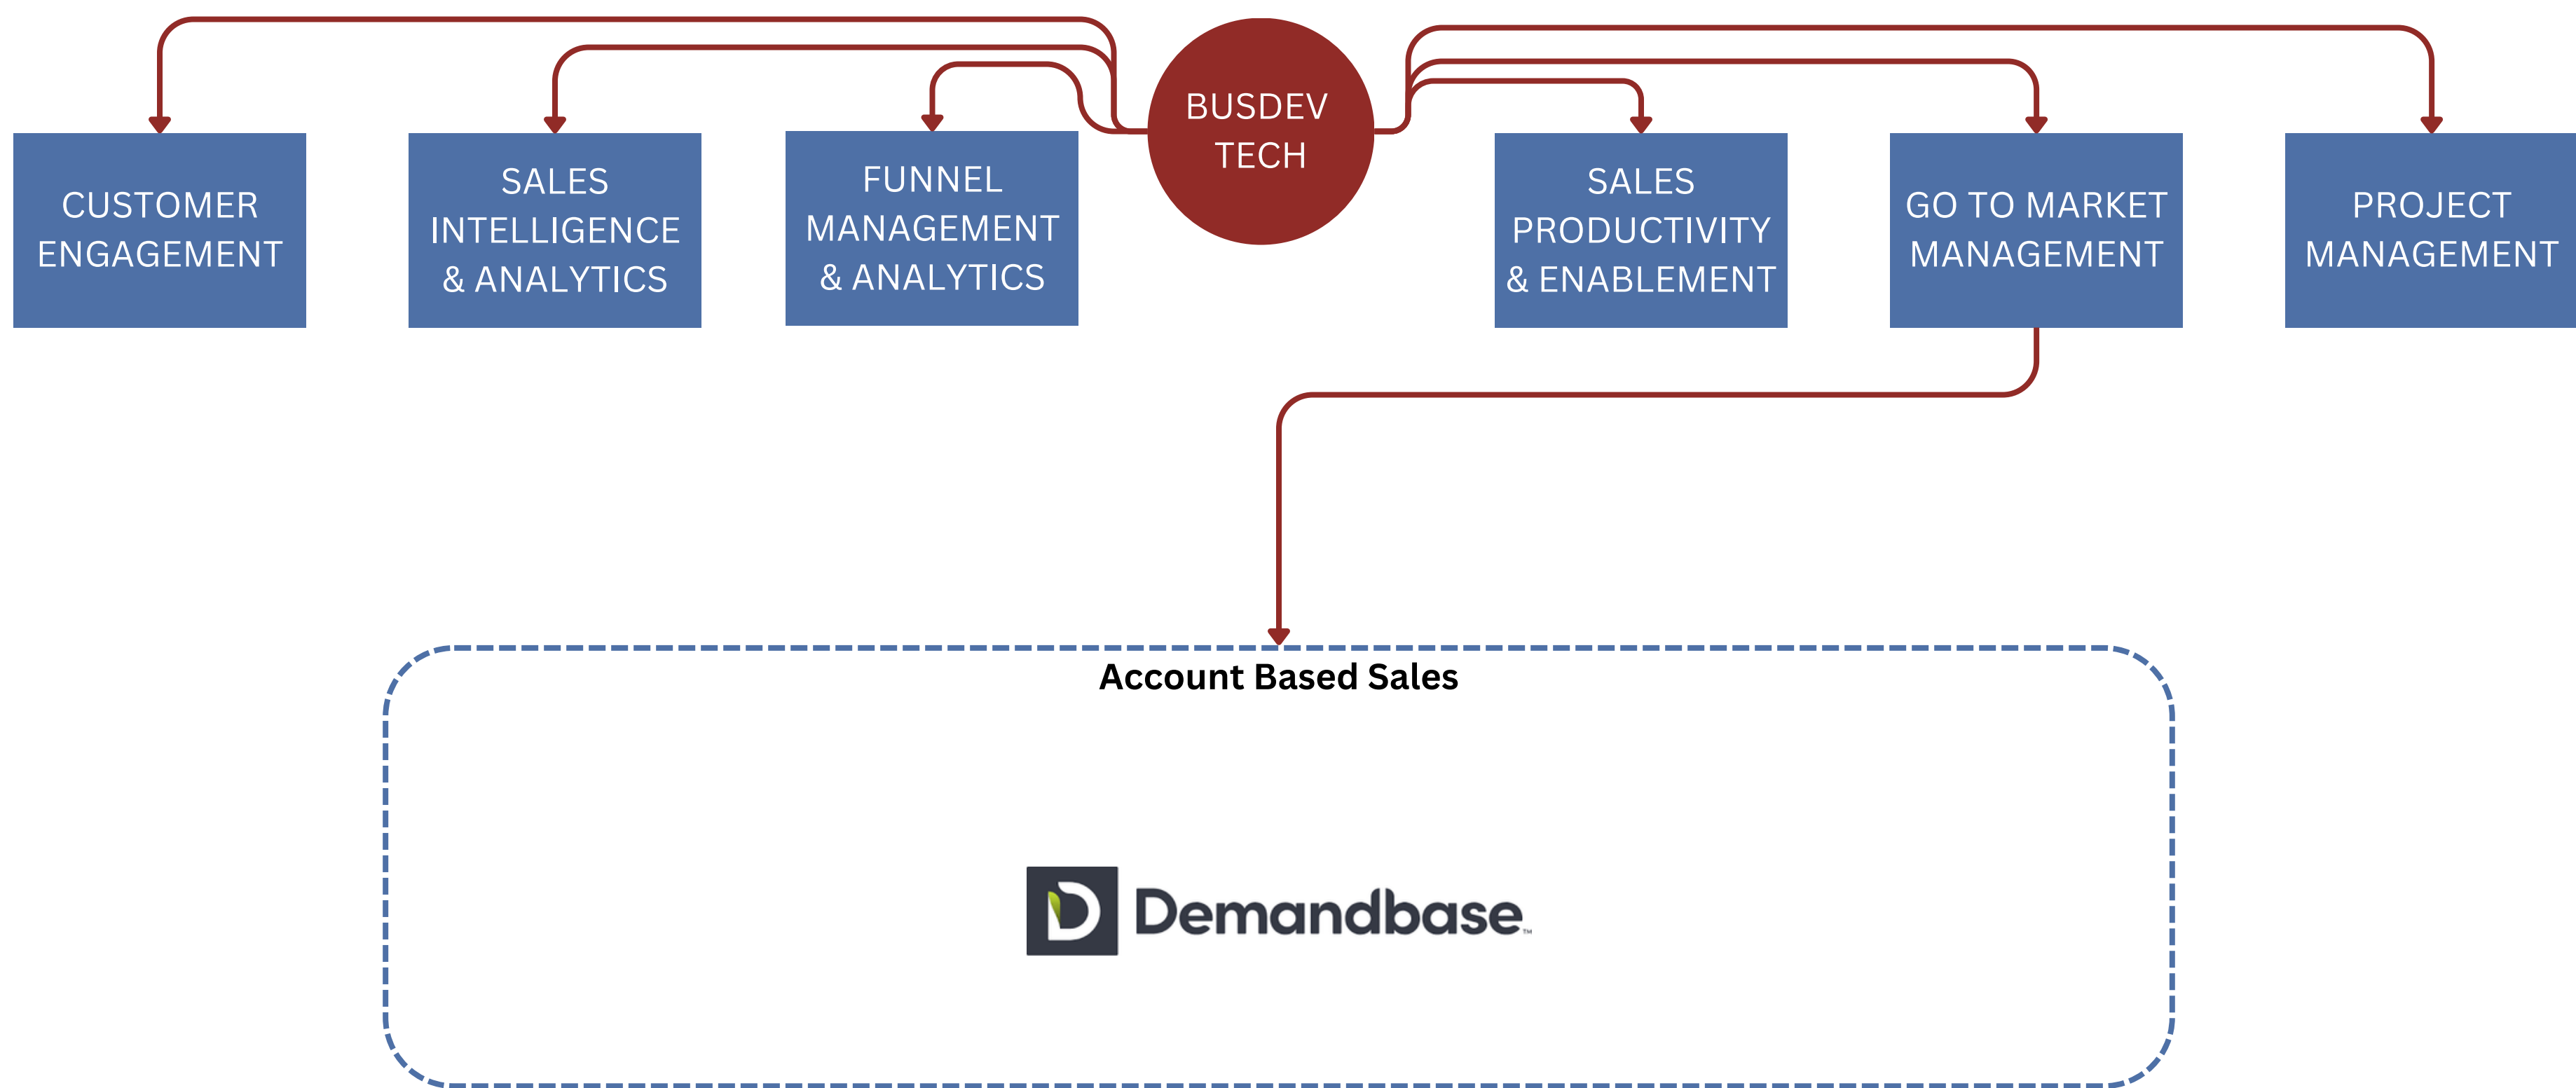 BUSDEV
TECH
CUSTOMER
ENGAGEMENT
SALES
INTELLIGENCE
& ANALYTICS
FUNNEL
MANAGEMENT
& ANALYTICS
SALES
PRODUCTIVITY
& ENABLEMENT
GO TO MARKET
MANAGEMENT
PROJECT
MANAGEMENT
Account Based Sales
Demandbase™